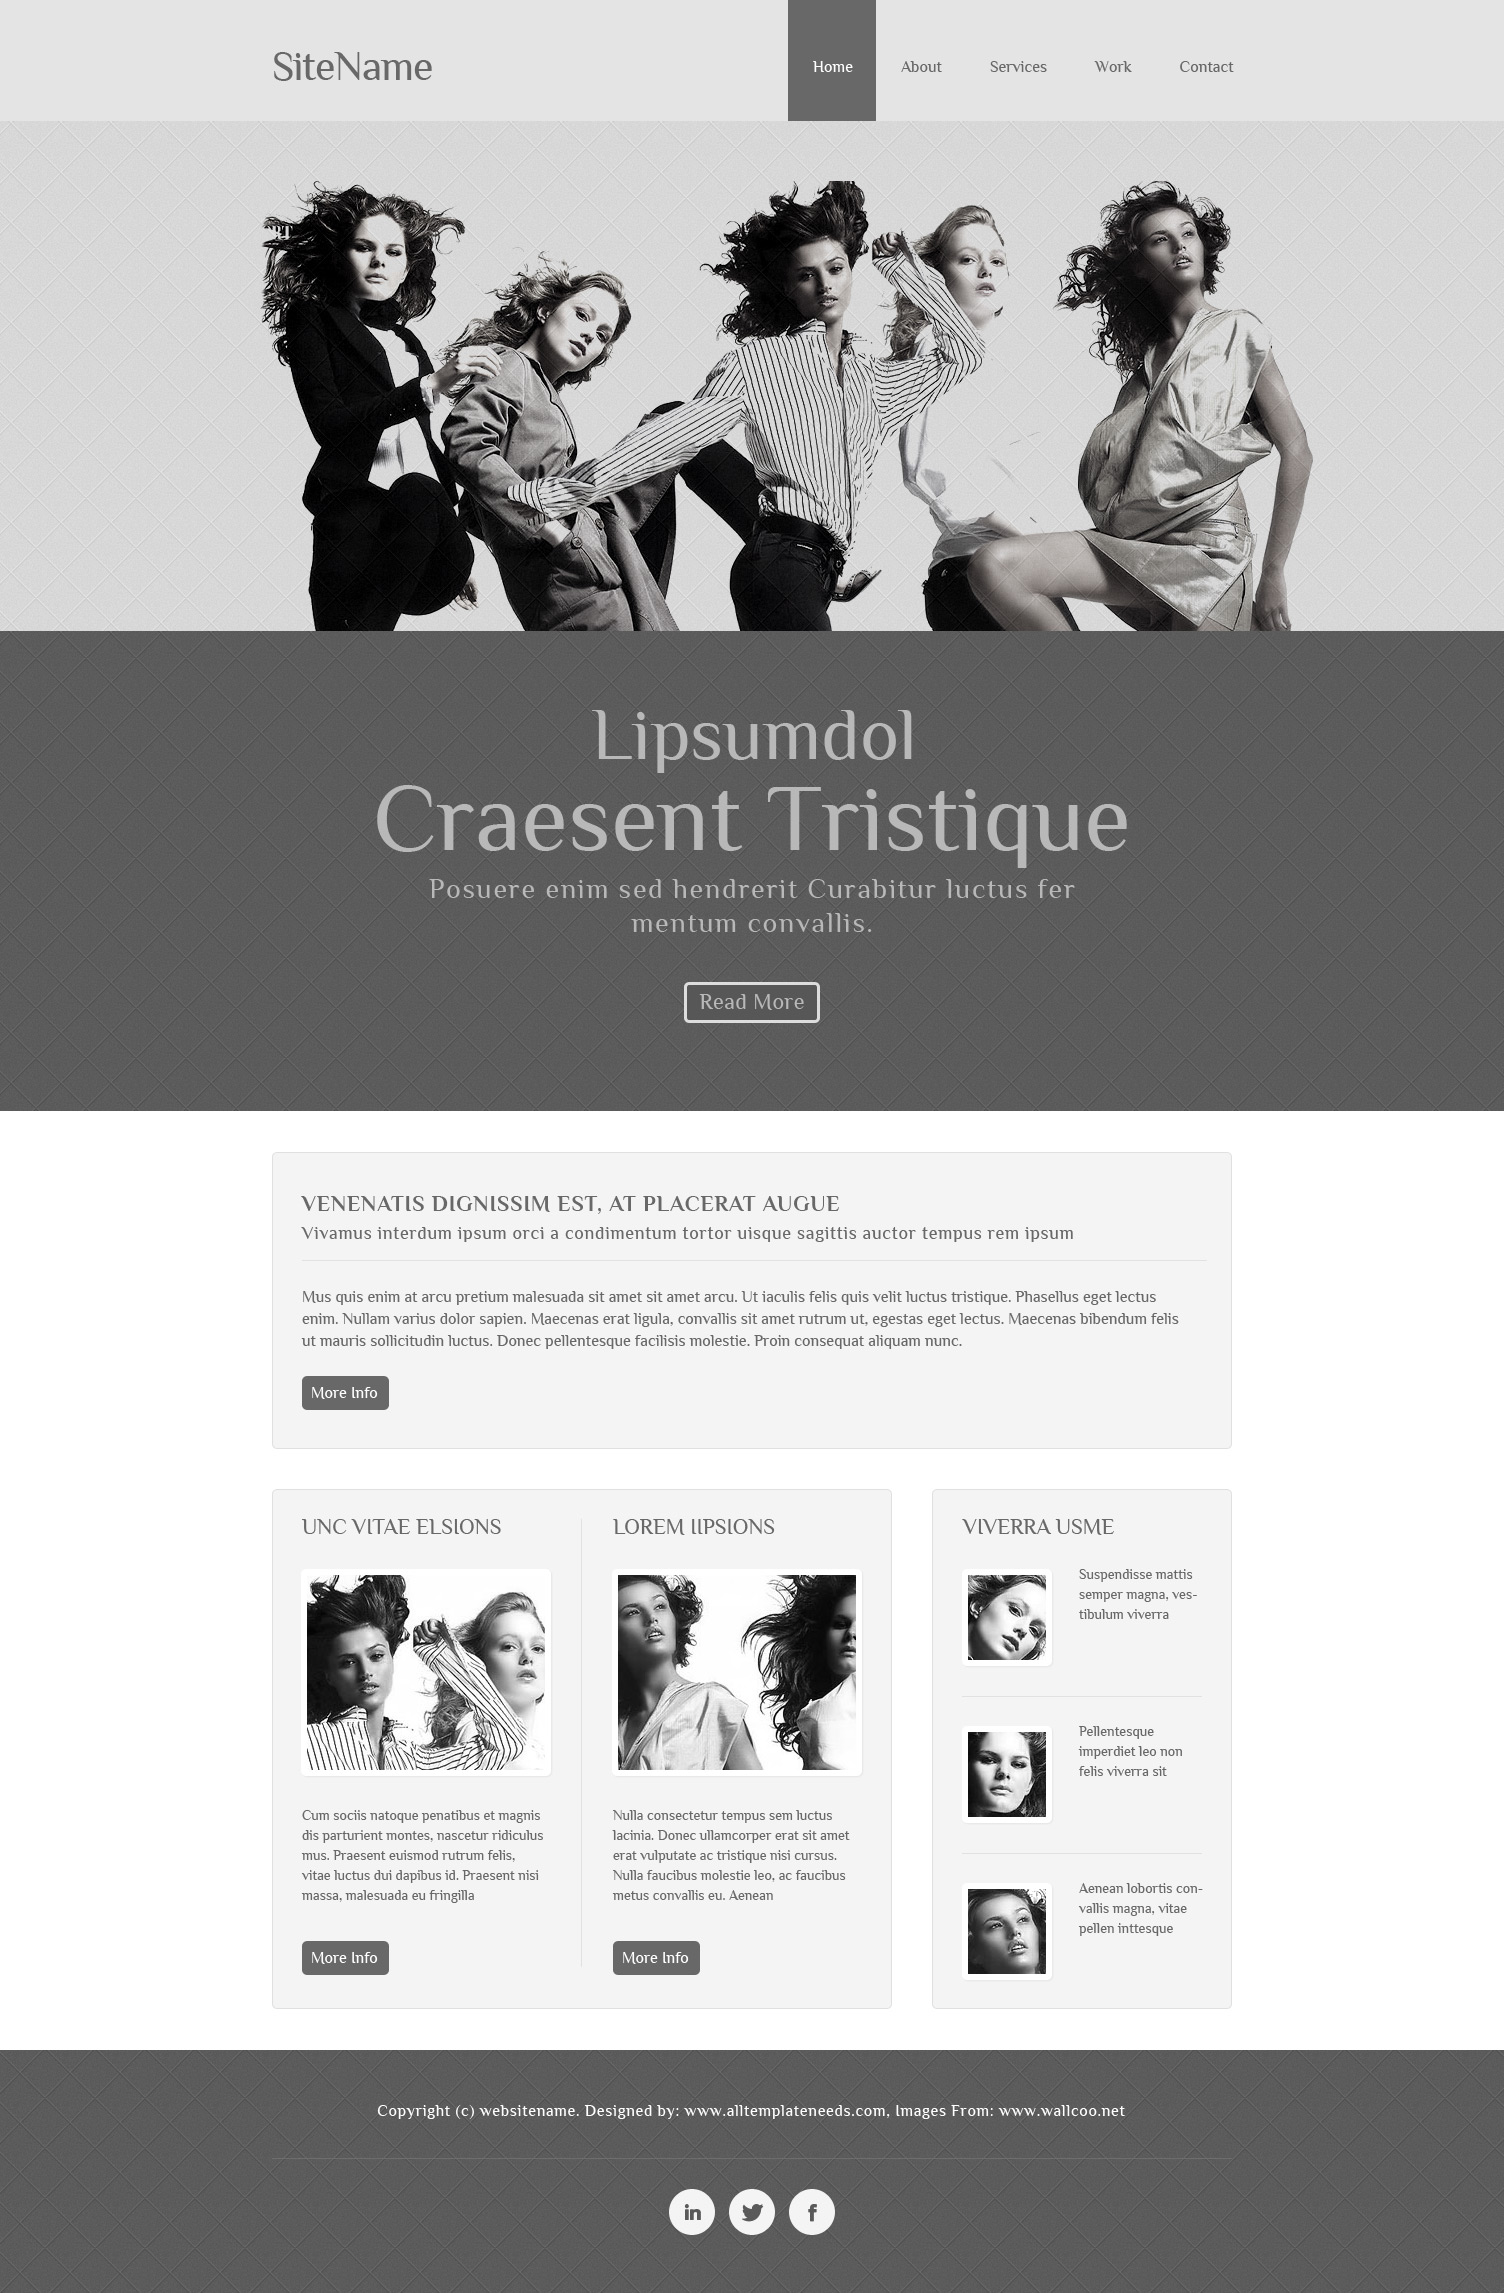 SiteName
Home
About
Services
Work
Contact
Lipsumdol
Craesent Tristique
Posuere enim sed hendrerit Curabitur luctus fer
mentum convallis.
Read More
VENENATIS DIGNISSIM EST, AT PLACERAT AUGUE
Vivamus interdum ipsum orci a condimentum tortor uisque sagittis auctor tempus rem ipsum
Mus quis enim at arcu pretium malesuada sit amet sit amet arcu. Ut iaculis felis quis velit luctus tristique. Phasellus eget lectus
enim. Nullam varius dolor sapien. Maecenas erat ligula, convallis sit amet rutrum ut, egestas eget lectus. Maecenas bibendum felis
ut mauris sollicitudin luctus. Donec pellentesque facilisis molestie. Proin consequat aliquam nunc.
More Info
UNC VITAE ELSIONS
Cum sociis natoque penatibus et magnis
dis parturient montes, nascetur ridiculus
mus. Praesent euismod rutrum felis,
vitae luctus dui dapibus id. Praesent nisi
massa, malesuada eu fringilla
More Info
LOREM IIPSIONS
Nulla consectetur tempus sem luctus
lacinia. Donec ullamcorper erat sit amet
erat vulputate ac tristique nisi cursus.
Nulla faucibus molestie leo, ac faucibus
metus convallis eu. Aenean
More Info
VIVERRA USME
Suspendisse mattis
semper magna, ves-
tibulum viverra
Pellentesque
imperdiet leo non
felis viverra sit
Aenean lobortis con-
vallis magna, vitae
pellen inttesque
Copyright (c) websitename. Designed by: www.alltemplateneeds.com, Images From: www.wallcoo.net
in
f